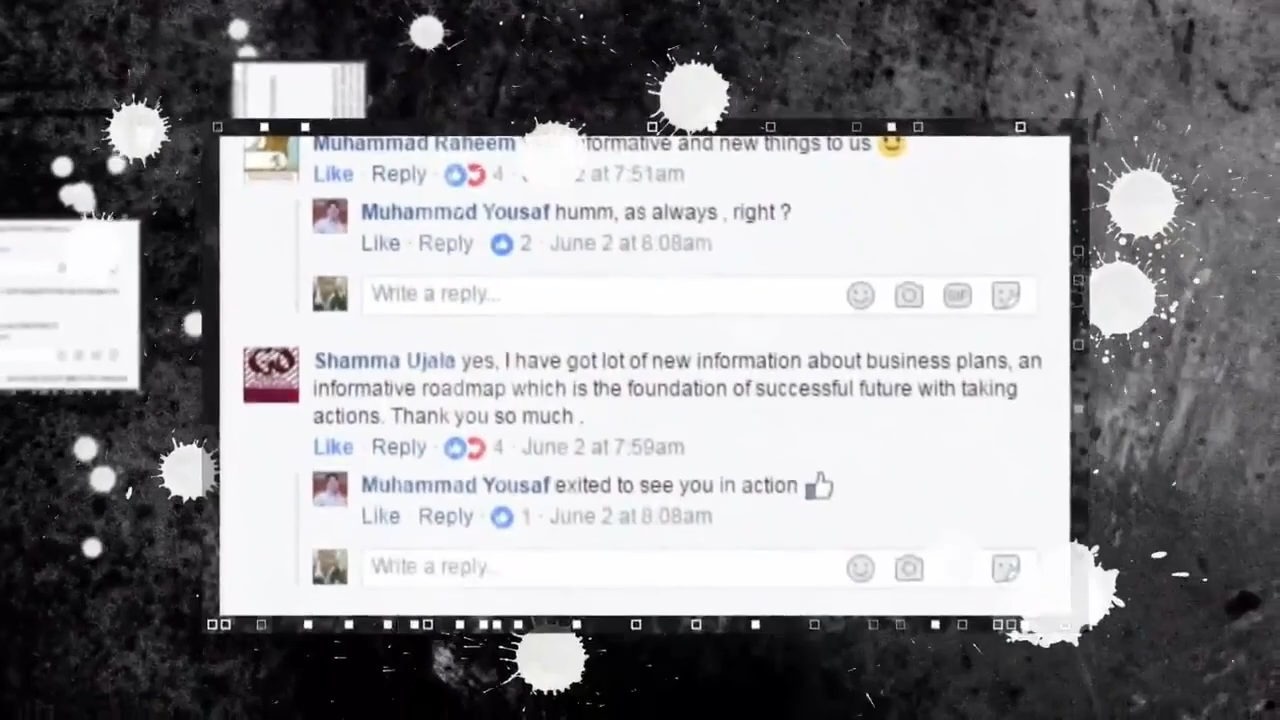 Muhammad Raheem formative and new things to us
Like · Reply · 4 · 2 at 7:51am
Muhammad Yousaf humm, as always , right ?
Like · Reply · 2 · June 2 at 8:08am
Write a reply...
GIF
Shamma Ujala yes, I have got lot of new information about business plans, an
informative roadmap which is the foundation of successful future with taking
actions. Thank you so much .
Like · Reply · 4 · June 2 at 7:59am
Muhammad Yousaf exited to see you in action
Like · Reply · 1 · June 2 at 8:08am
Write a reply...